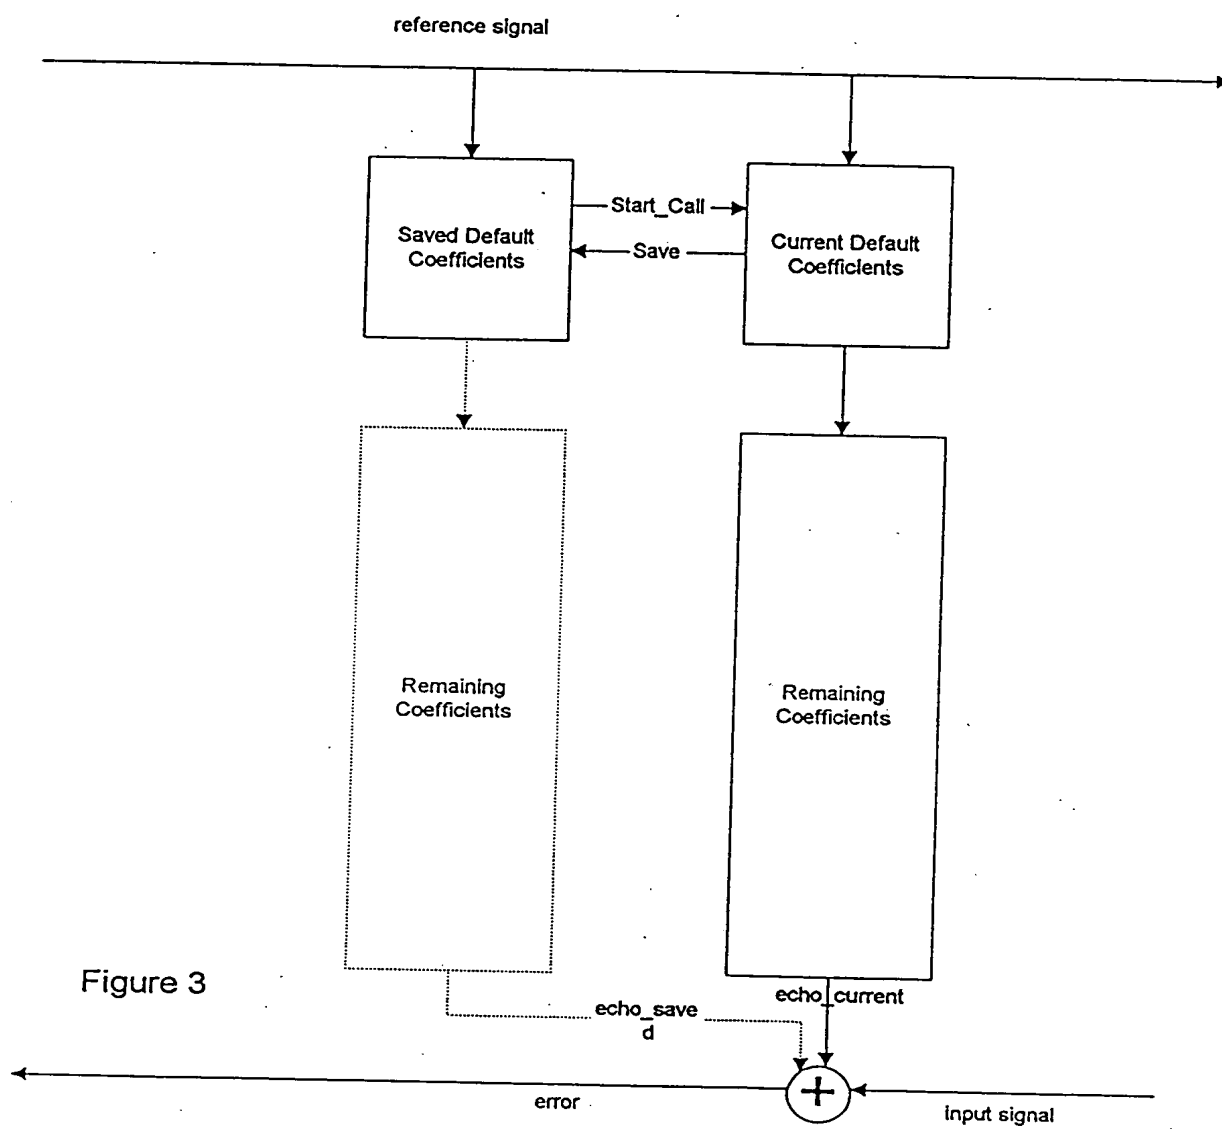 reference signal
Start_Call
Save
Saved Default
Coefficients
Current Default
Coefficients
Remaining
Coefficients
Remaining
Coefficients
Figure 3
echo_save
d
echo_current
error
input signal